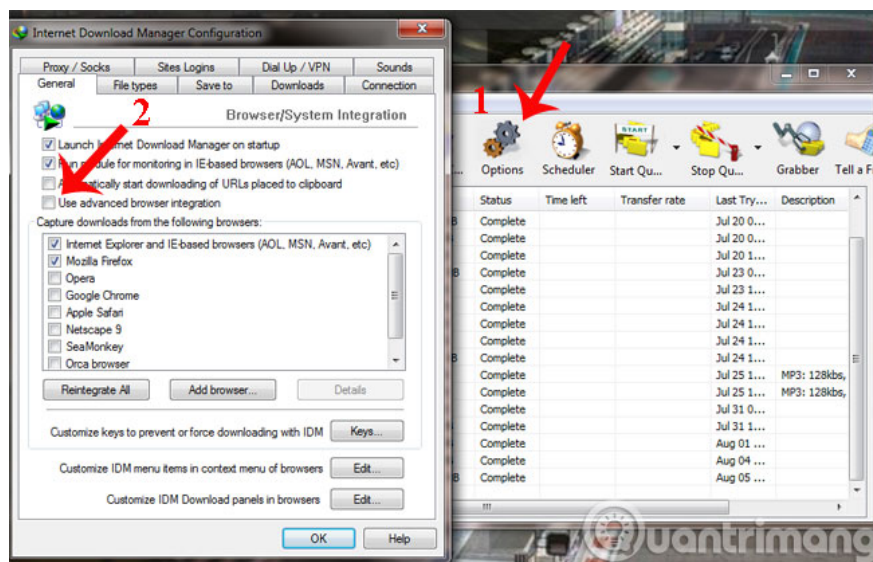 Internet Download Manager Configuration
Proxy / Socks Sites Logins Dial Up / VPN Sounds
General File types Save to Downloads Connection
2
Browser/System Integration
Launch Internet Download Manager on startup
Run module for monitoring in IE-based browsers (AOL, MSN, Avant, etc)
Automatically start downloading of URLs placed to clipboard
Use advanced browser integration
Capture downloads from the following browsers:
Internet Explorer and IE-based browsers (AOL, MSN, Avant, etc)
Mozilla Firefox
Opera
Google Chrome
Apple Safari
Netscape 9
SeaMonkey
Orca browser
Reintegrate All Add browser... Details
Customize keys to prevent or force downloading with IDM Keys...
Customize IDM menu items in context menu of browsers Edit...
Customize IDM Download panels in browsers Edit...
OK Help
1
START
... Options Scheduler Start Qu... Stop Qu... Grabber Tell a F
Status Time left Transfer rate Last Try... Description
B Complete Jul 20 0...
Complete Jul 20 0...
Complete Jul 20 1...
B Complete Jul 23 0...
Complete Jul 23 1...
Complete Jul 24 1...
Complete Jul 24 1...
Complete Jul 24 1...
B Complete Jul 24 1...
Complete Jul 25 1... MP3: 128kbs,
Complete Jul 25 1... MP3: 128kbs,
Complete Jul 31 0...
Complete Jul 31 1...
Complete Aug 01 ...
Complete Aug 04 ...
B Complete Aug 05 ...
Quantrimang